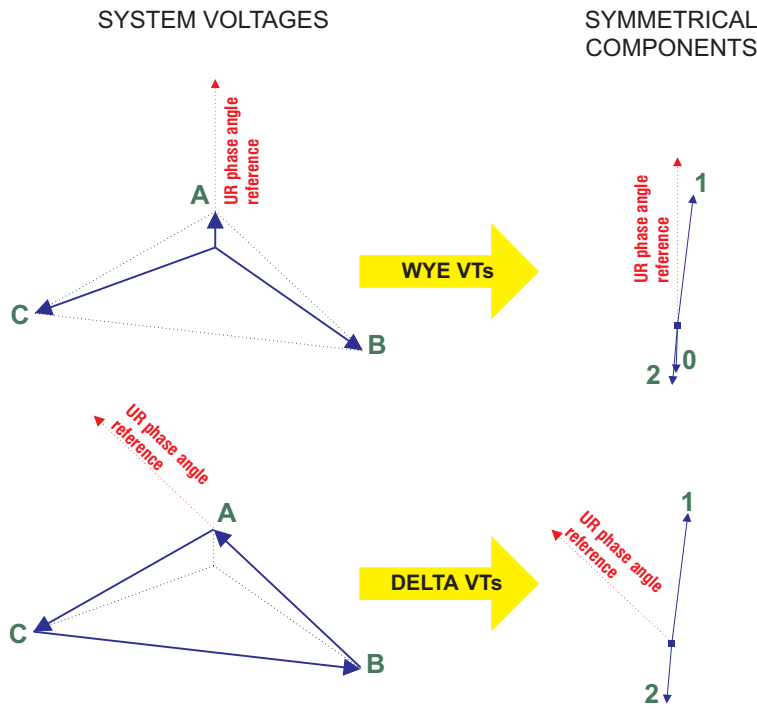 SYSTEM VOLTAGES
SYMMETRICAL
COMPONENTS
UR phase angle
reference
A
C
B
WYE VTs
UR phase angle
reference
1
2
0
UR phase angle
reference
A
C
B
DELTA VTs
UR phase angle
reference
1
2